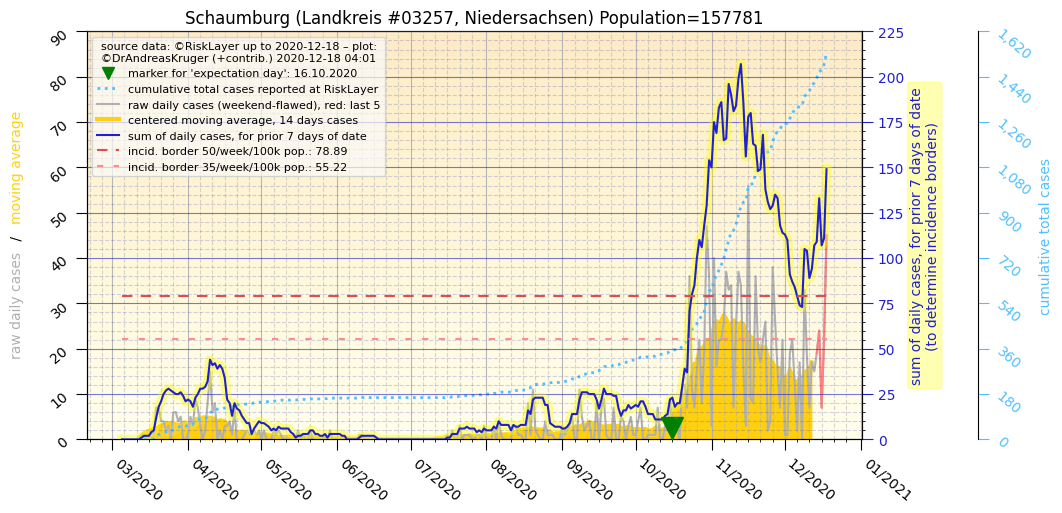 Schaumburg (Landkreis #03257, Niedersachsen) Population=157781
source data: ©RiskLayer up to 2020-12-18 – plot:
©DrAndreasKruger (+contrib.) 2020-12-18 04:01
marker for 'expectation day': 16.10.2020
cumulative total cases reported at RiskLayer
raw daily cases (weekend-flawed), red: last 5
centered moving average, 14 days cases
sum of daily cases, for prior 7 days of date
incid. border 50/week/100k pop.: 78.89
incid. border 35/week/100k pop.: 55.22
raw daily cases / moving average
90
80
70
60
50
40
30
20
10
0
03/2020
04/2020
05/2020
06/2020
07/2020
08/2020
09/2020
10/2020
11/2020
12/2020
01/2021
225
200
175
150
125
100
75
50
25
0
sum of daily cases, for prior 7 days of date
(to determine incidence borders)
1,620
1,440
1,260
1,080
900
720
540
360
180
0
cumulative total cases